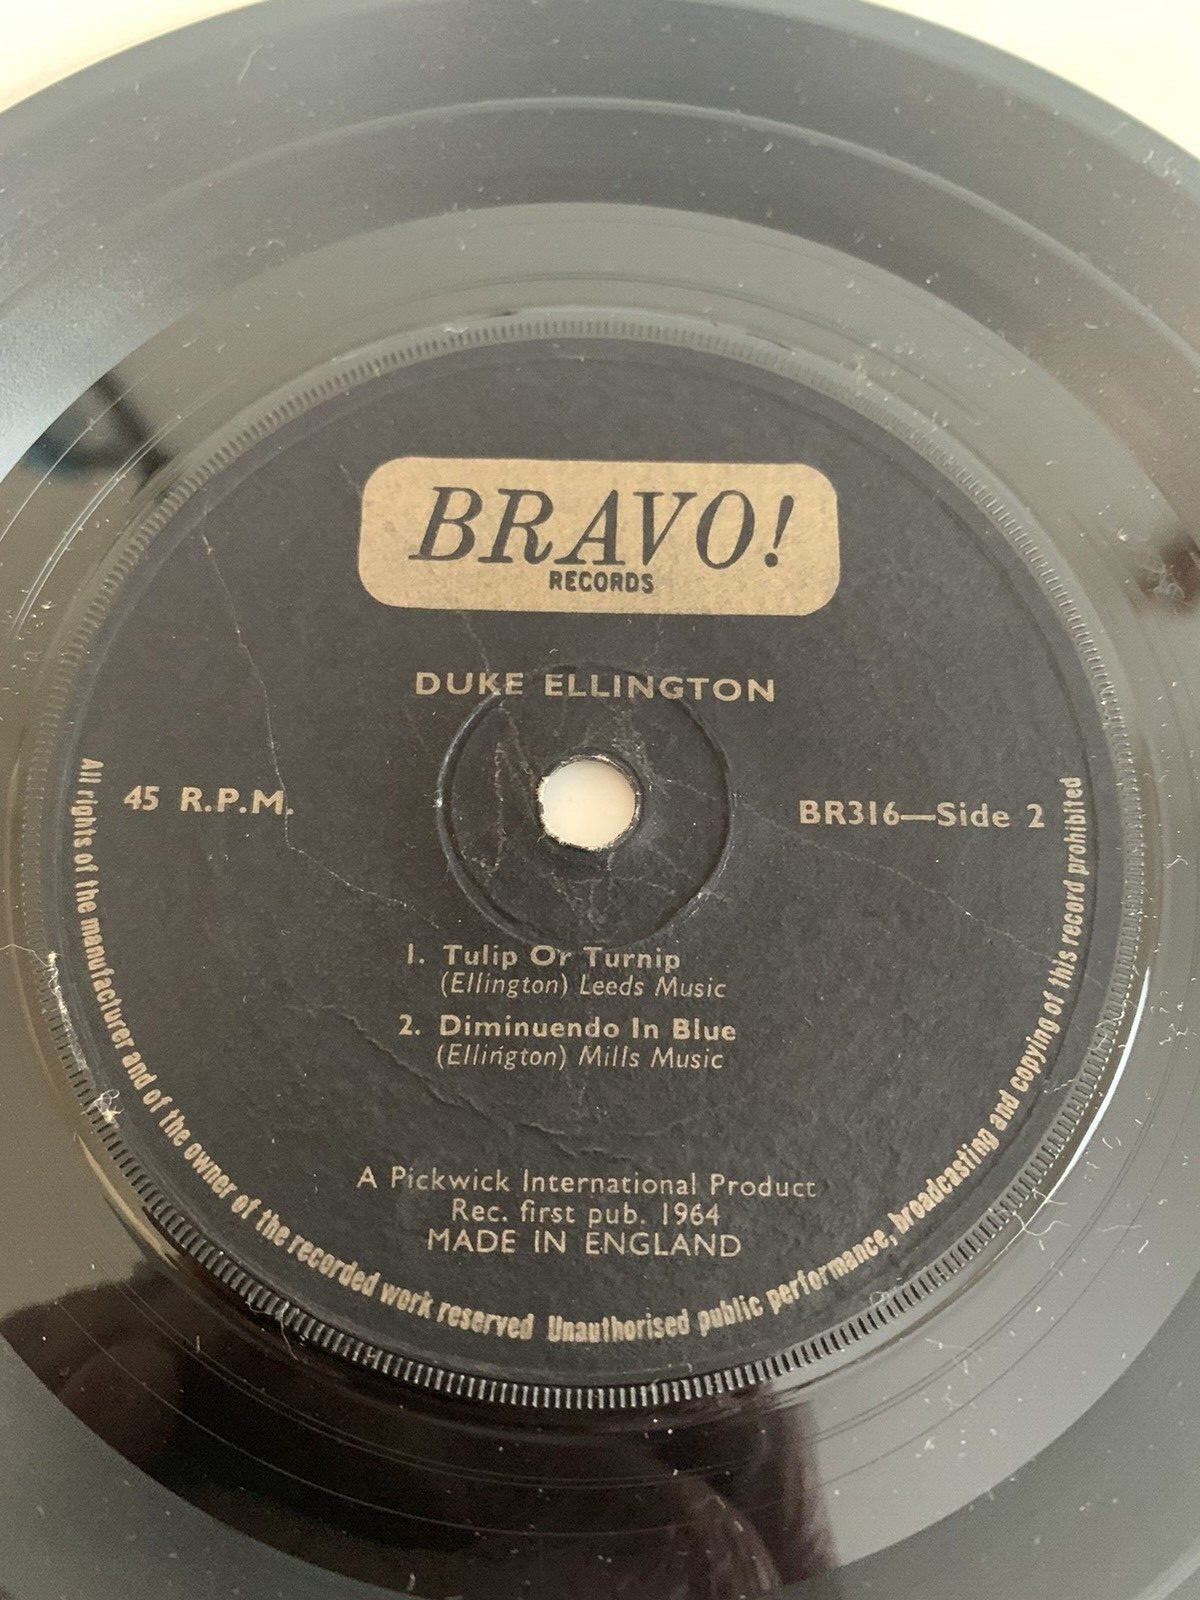 BRAVO!
RECORDS
DUKE ELLINGTON
45 R.P.M.
BR316—Side 2
1. Tulip Or Turnip
(Ellington) Leeds Music
2. Diminuendo In Blue
(Ellington) Mills Music
A Pickwick International Product
Rec. first pub. 1964
MADE IN ENGLAND
All rights of the manufacturer and of the owner of the recorded work reserved Unauthorised public performance, broadcasting and copying of this record prohibited